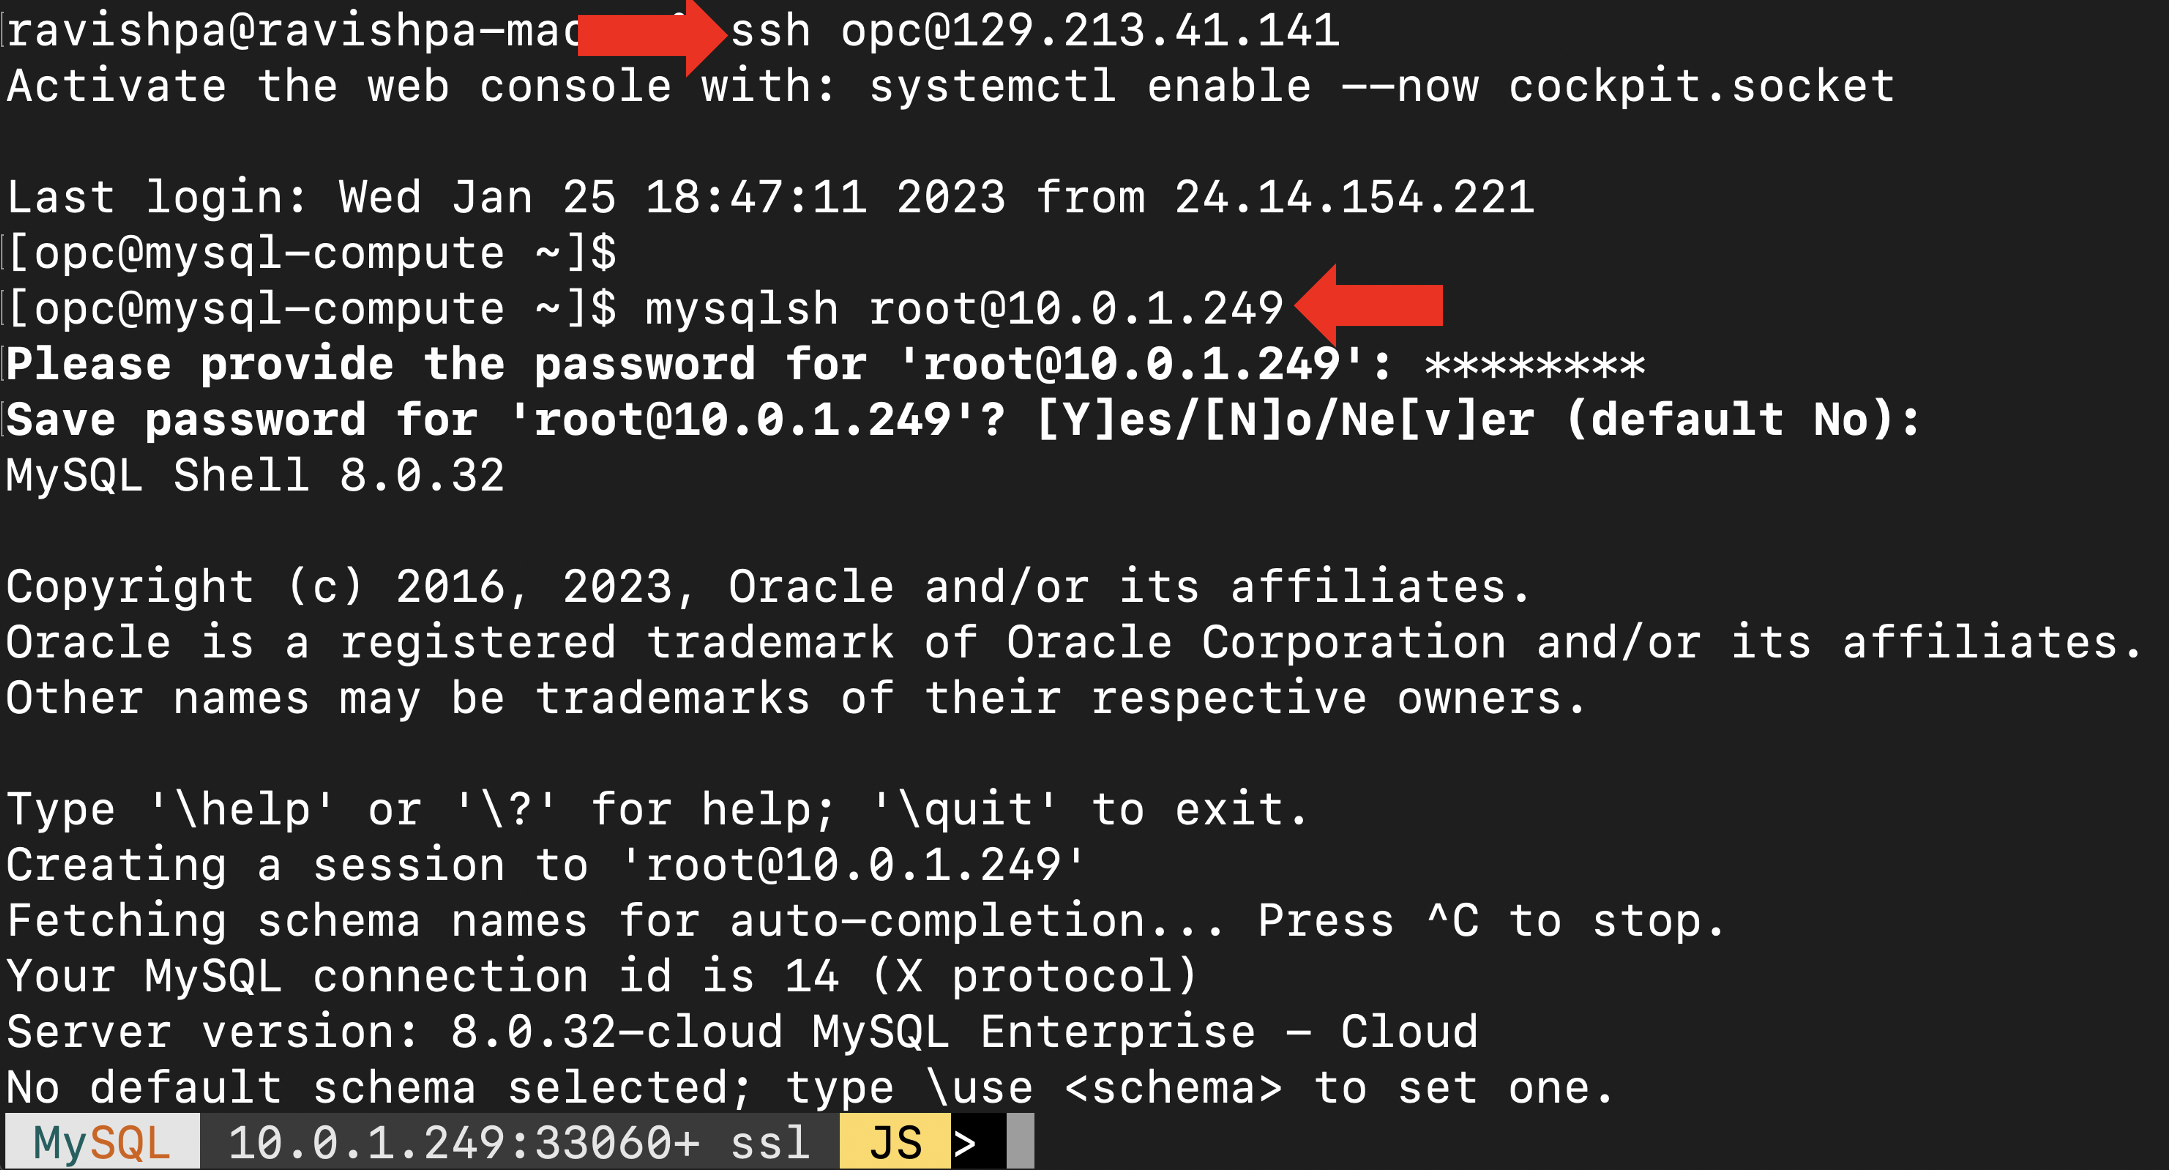 ravishpa@ravishpa-mac ssh opc@129.213.41.141
Activate the web console with: systemctl enable --now cockpit.socket
Last login: Wed Jan 25 18:47:11 2023 from 24.14.154.221
[opc@mysql-compute ~]$
[opc@mysql-compute ~]$ mysqlsh root@10.0.1.249
Please provide the password for 'root@10.0.1.249': ********
Save password for 'root@10.0.1.249'? [Y]es/[N]o/Ne[v]er (default No):
MySQL Shell 8.0.32
Copyright (c) 2016, 2023, Oracle and/or its affiliates.
Oracle is a registered trademark of Oracle Corporation and/or its affiliates.
Other names may be trademarks of their respective owners.
Type '\help' or '\?' for help; '\quit' to exit.
Creating a session to 'root@10.0.1.249'
Fetching schema names for auto-completion... Press ^C to stop.
Your MySQL connection id is 14 (X protocol)
Server version: 8.0.32-cloud MySQL Enterprise - Cloud
No default schema selected; type \use <schema> to set one.
MySQL 10.0.1.249:33060+ ssl JS >